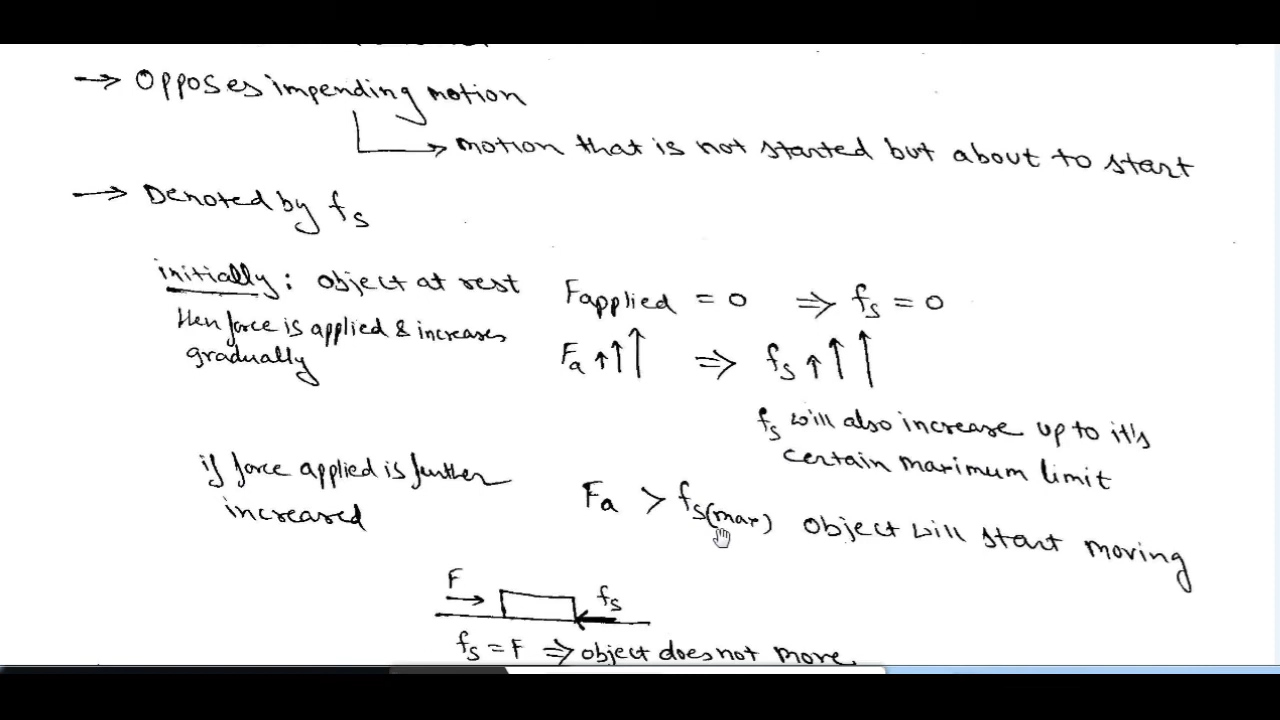 → Opposes impending motion
→ motion that is not started but about to start
→ Denoted by fs
initially : object at rest Fapplied = 0 ⇒ fs = 0
Then force is applied & increases gradually Fa ↑↑↑ ⇒ fs ↑↑↑
fs will also increase up to it's
certain maximum limit
if force applied is further
increased Fa > fs(max) object will start moving
F fs
fs = F ⇒ object does not move.